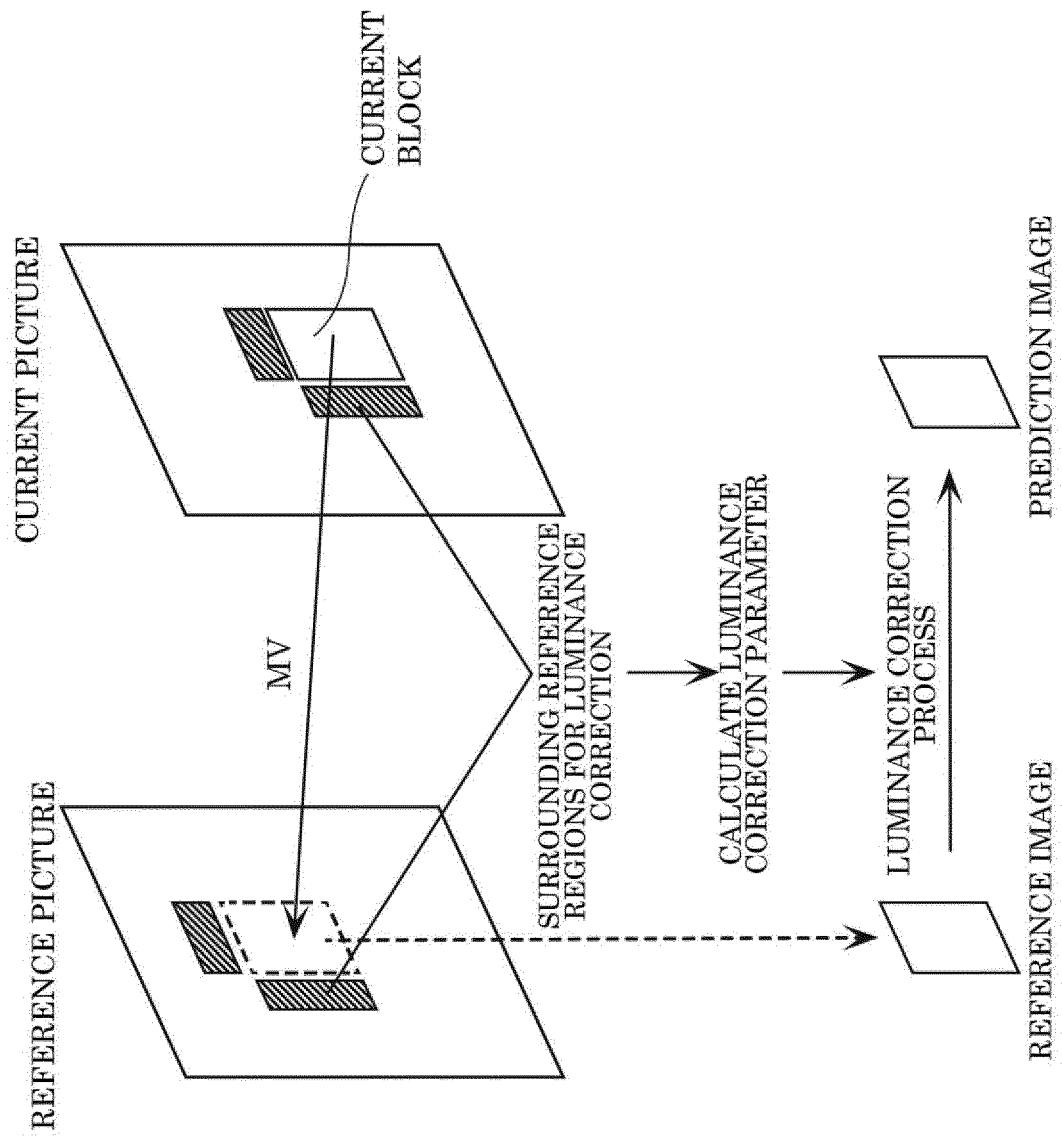 REFERENCE PICTURE
CURRENT PICTURE
MV
CURRENT
BLOCK
SURROUNDING REFERENCE
REGIONS FOR LUMINANCE
CORRECTION
CALCULATE LUMINANCE
CORRECTION PARAMETER
LUMINANCE CORRECTION
PROCESS
REFERENCE IMAGE
PREDICTION IMAGE